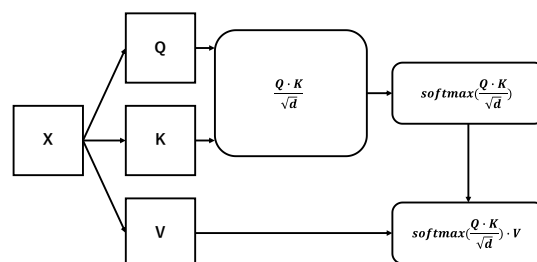 Q
X
K
V
Q · K
√d
softmax(Q · K / √d)
softmax(Q · K / √d) · V